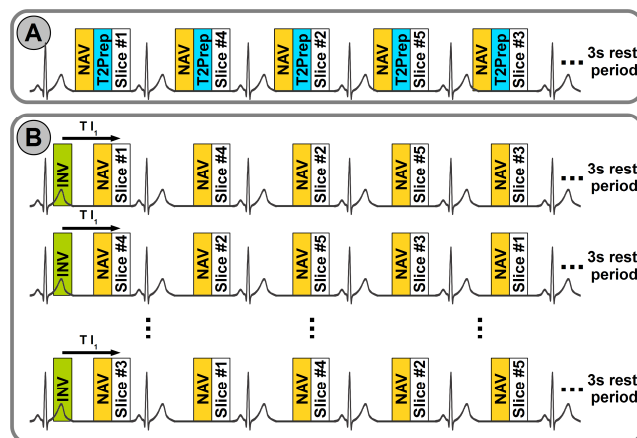 A
NAV T2Prep Slice #1 NAV T2Prep Slice #4 NAV T2Prep Slice #2 NAV T2Prep Slice #5 NAV T2Prep Slice #3 ... 3s rest period
B
T I1
INV NAV Slice #1 NAV Slice #4 NAV Slice #2 NAV Slice #5 NAV Slice #3 ... 3s rest period
T I1
INV NAV Slice #4 NAV Slice #2 NAV Slice #5 NAV Slice #3 NAV Slice #1 ... 3s rest period
T I1
INV NAV Slice #3 NAV Slice #1 NAV Slice #4 NAV Slice #2 NAV Slice #5 ... 3s rest period